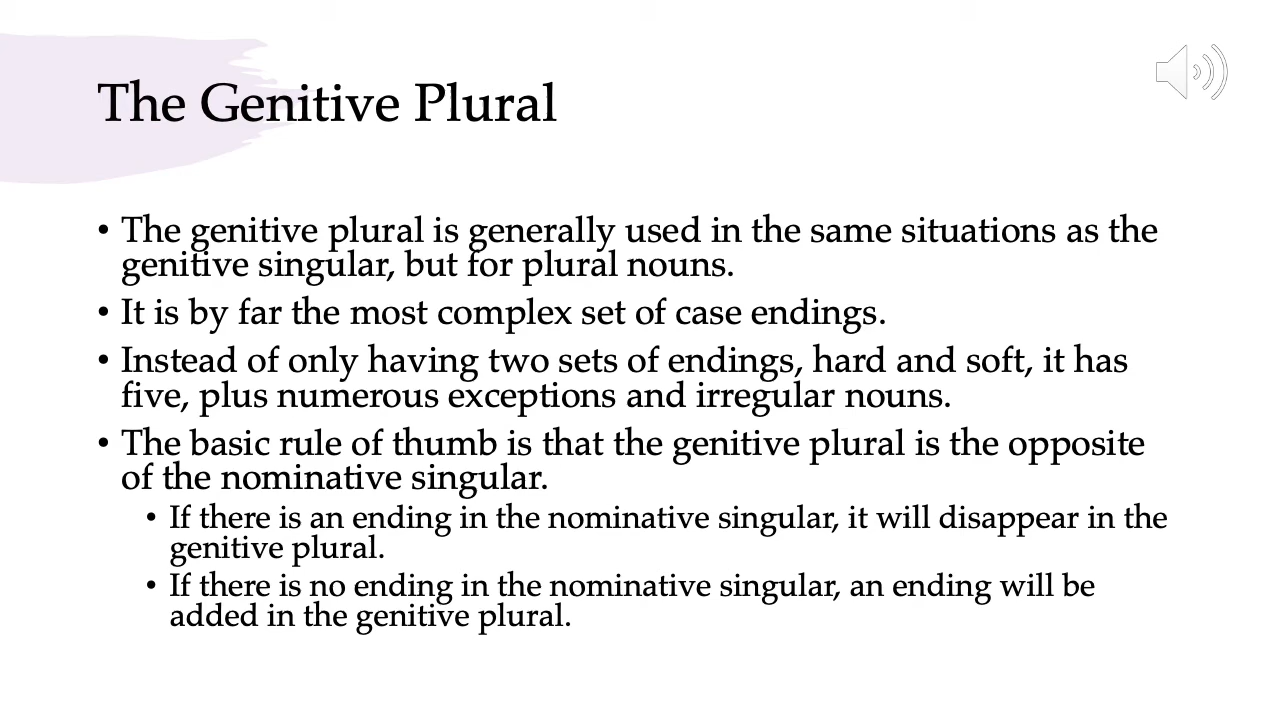 The Genitive Plural
• The genitive plural is generally used in the same situations as the
genitive singular, but for plural nouns.
• It is by far the most complex set of case endings.
• Instead of only having two sets of endings, hard and soft, it has
five, plus numerous exceptions and irregular nouns.
• The basic rule of thumb is that the genitive plural is the opposite
of the nominative singular.
• If there is an ending in the nominative singular, it will disappear in the
genitive plural.
• If there is no ending in the nominative singular, an ending will be
added in the genitive plural.